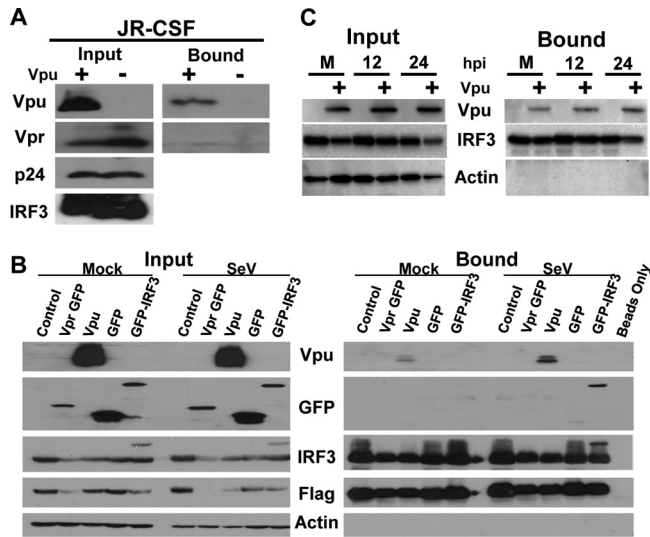 A
JR-CSF
Input Bound
Vpu + - + -
Vpu
Vpr
p24
IRF3
C
Input Bound
M 12 24 hpi M 12 24
+ + + Vpu + + +
Vpu
IRF3
Actin
B
Input Bound
Mock SeV Mock SeV
Control Vpr GFP Vpu GFP GFP-IRF3 Control Vpr GFP Vpu GFP GFP-IRF3 Control Vpr GFP Vpu GFP GFP-IRF3 Control Vpr GFP Vpu GFP GFP-IRF3 Beads Only
Vpu
GFP
IRF3
Flag
Actin